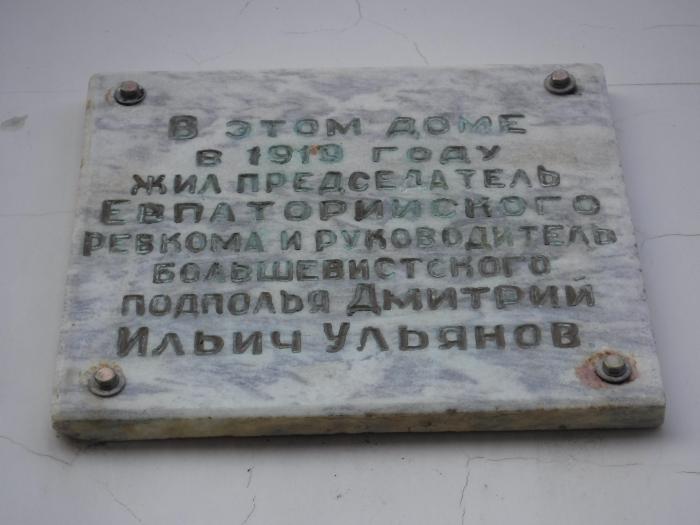 В ЭТОМ ДОМЕ
В 1919 ГОДУ
ЖИЛ ПРЕДСЕДАТЕЛЬ
ЕВПАТОРИЙСКОГО
РЕВКОМА И РУКОВОДИТЕЛЬ
БОЛЬШЕВИСТСКОГО
ПОДПОЛЬЯ ДМИТРИЙ
ИЛЬИЧ УЛЬЯНОВ